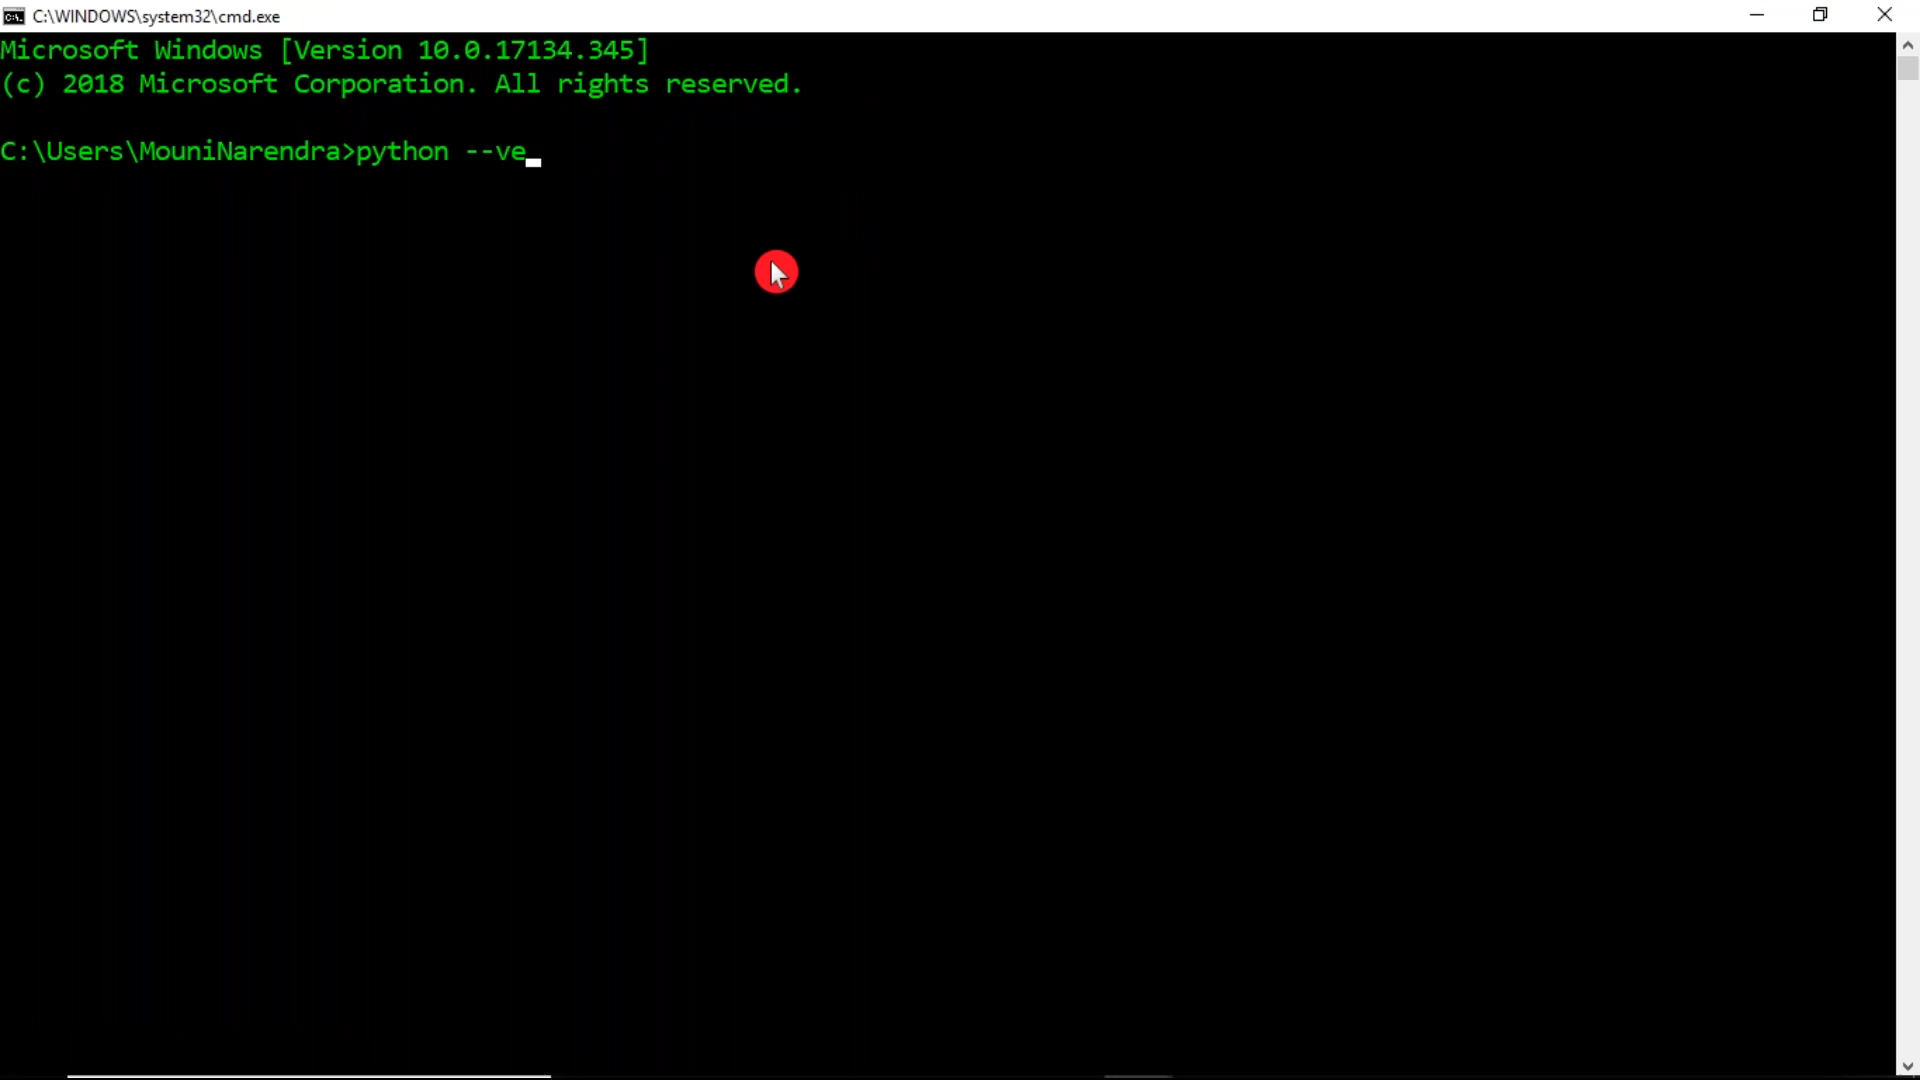 C:\WINDOWS\system32\cmd.exe
Microsoft Windows [Version 10.0.17134.345]
(c) 2018 Microsoft Corporation. All rights reserved.
C:\Users\MouniNarendra>python --ve